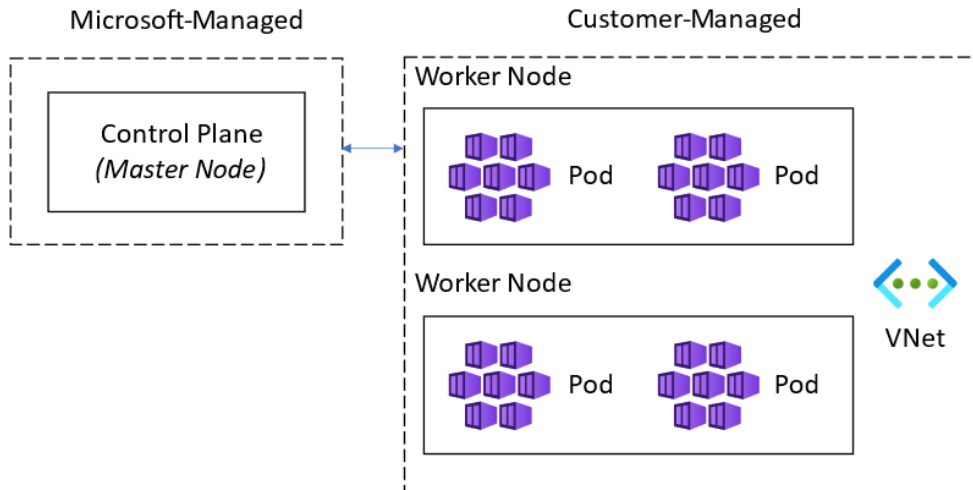 Microsoft-Managed
Customer-Managed
Control Plane
(Master Node)
Worker Node
Pod
Pod
Worker Node
Pod
Pod
VNet